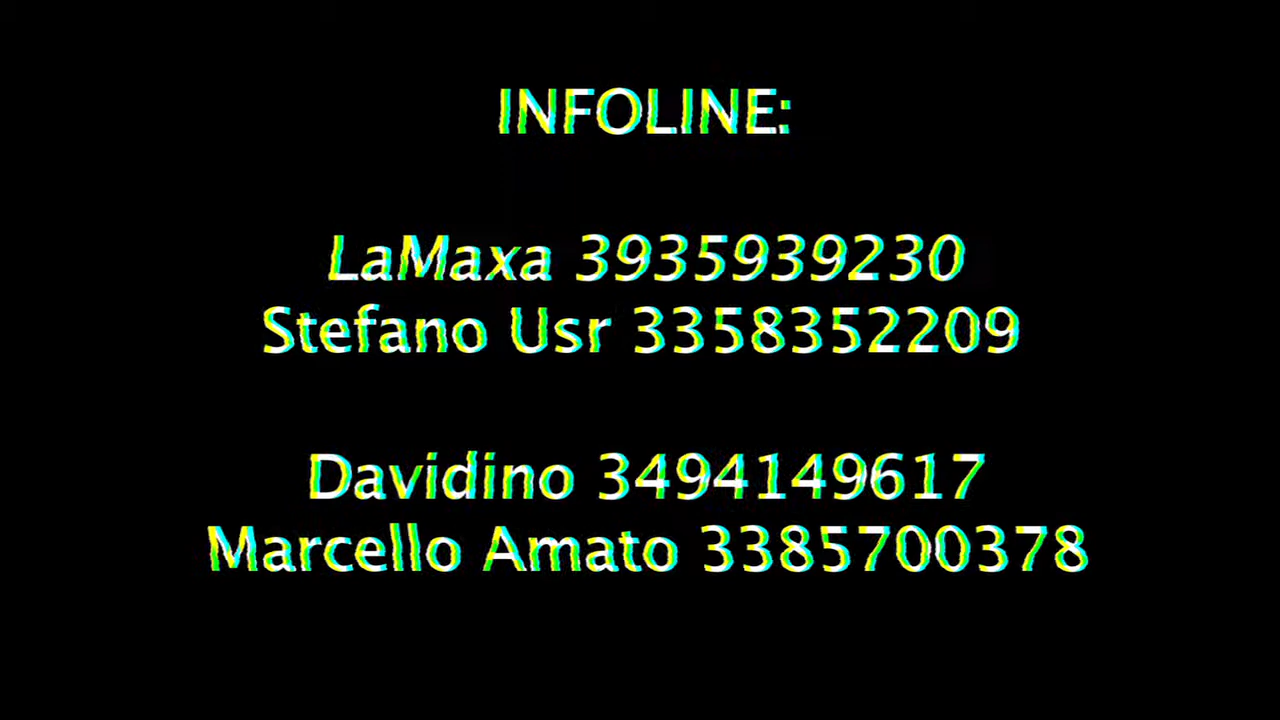 INFOLINE:
LaMaxa 3935939230
Stefano Usr 3358352209
Davidino 3494149617
Marcello Amato 3385700378